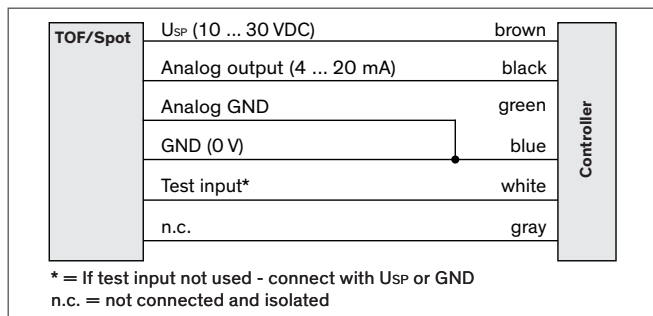 TOF/Spot
USP (10 ... 30 VDC) brown
Analog output (4 ... 20 mA) black
Analog GND green
GND (0 V) blue
Test input* white
n.c. gray
Controller
* = If test input not used - connect with USP or GND
n.c. = not connected and isolated